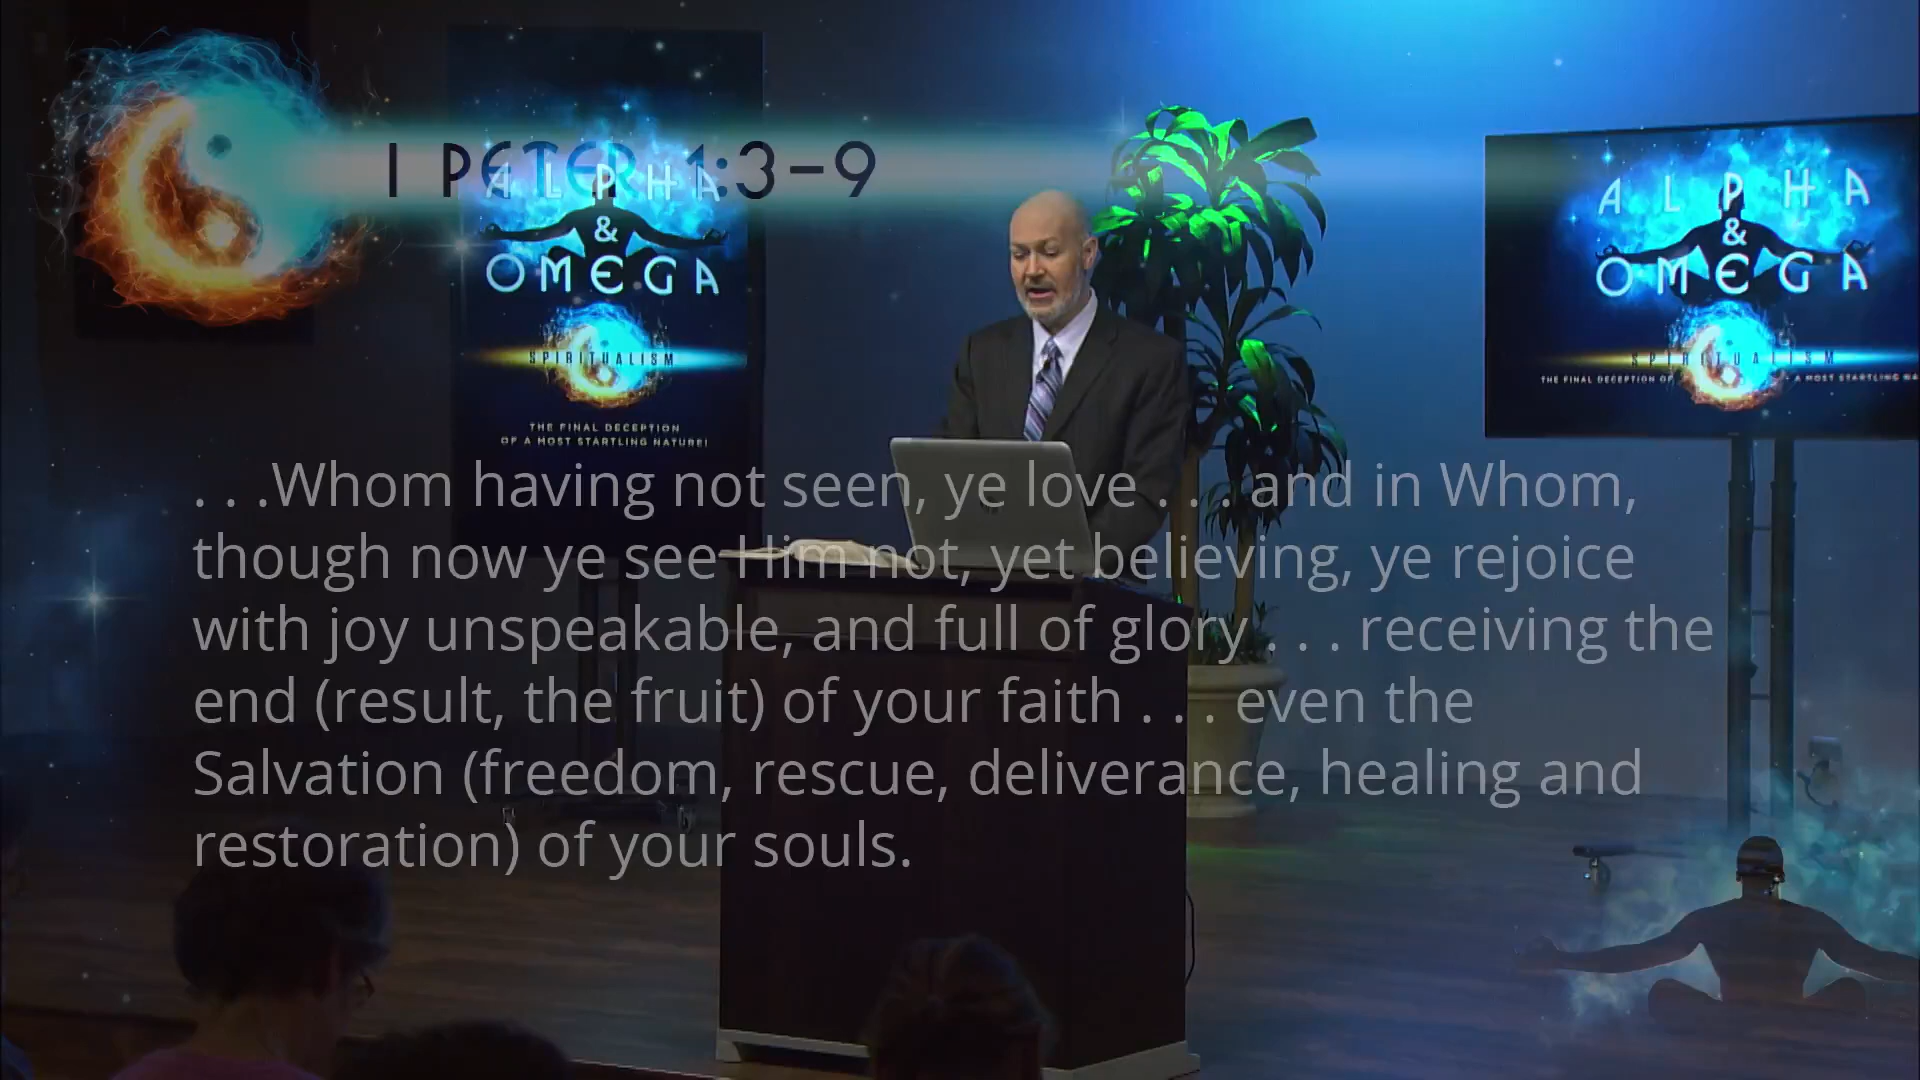 I PETER 1:3-9
ALPHA
&
OMEGA
SPIRITUALISM
THE FINAL DECEPTION
OF A MOST STARTLING NATURE!
ALPHA
&
OMEGA
SPIRITUALISM
THE FINAL DECEPTION OF A MOST STARTLING NA
. . .Whom having not seen, ye love . . . and in Whom,
though now ye see Him not, yet believing, ye rejoice
with joy unspeakable, and full of glory . . . receiving the
end (result, the fruit) of your faith . . . even the
Salvation (freedom, rescue, deliverance, healing and
restoration) of your souls.